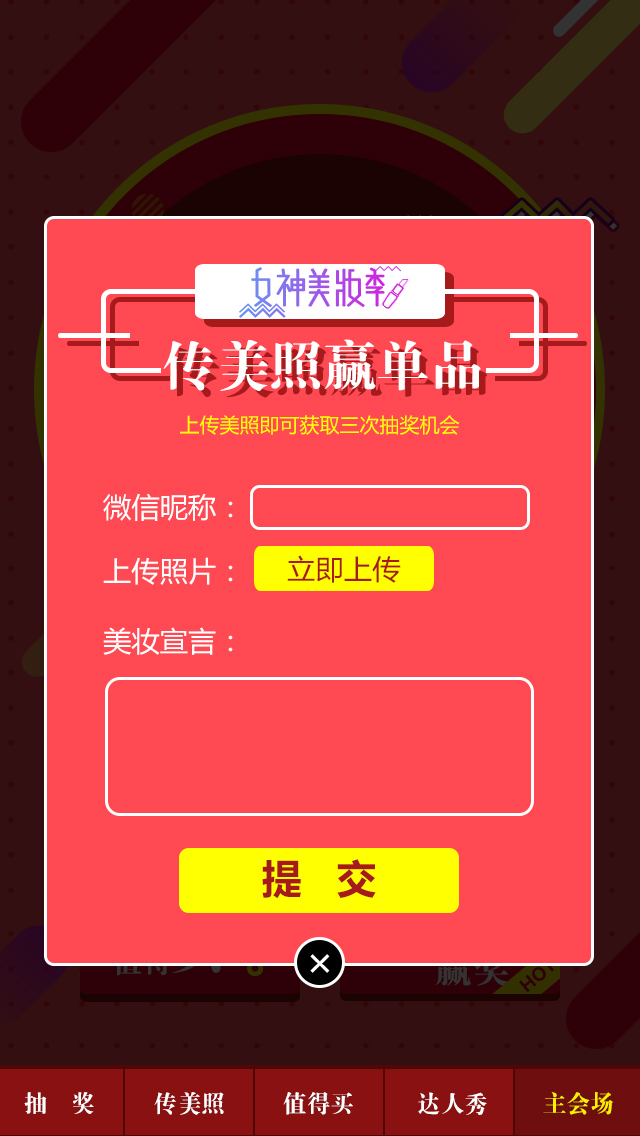 女神美妆季
传美照赢单品
上传美照即可获取三次抽奖机会
微信昵称：
上传照片： 立即上传
美妆宣言：
提 交
赢奖 HOT
抽 奖 传美照 值得买 达人秀 主会场